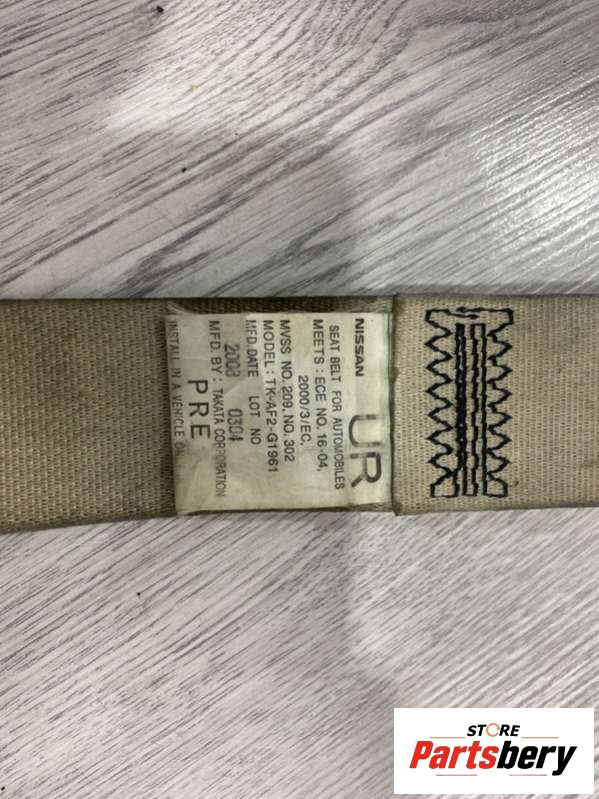 NISSAN UR
SEAT BELT FOR AUTOMOBILES
MEETS : ECE NO, 16-04,
2000/3/EC,
MVSS NO. 209, NO, 302
MODEL : TK-AF2-G1961
MFD. DATE LOT NO
2003 0304
MFD. BY : TAKATA CORPORATION
PRE
INSTALL IN A VEHICLE
STORE
Partsbery